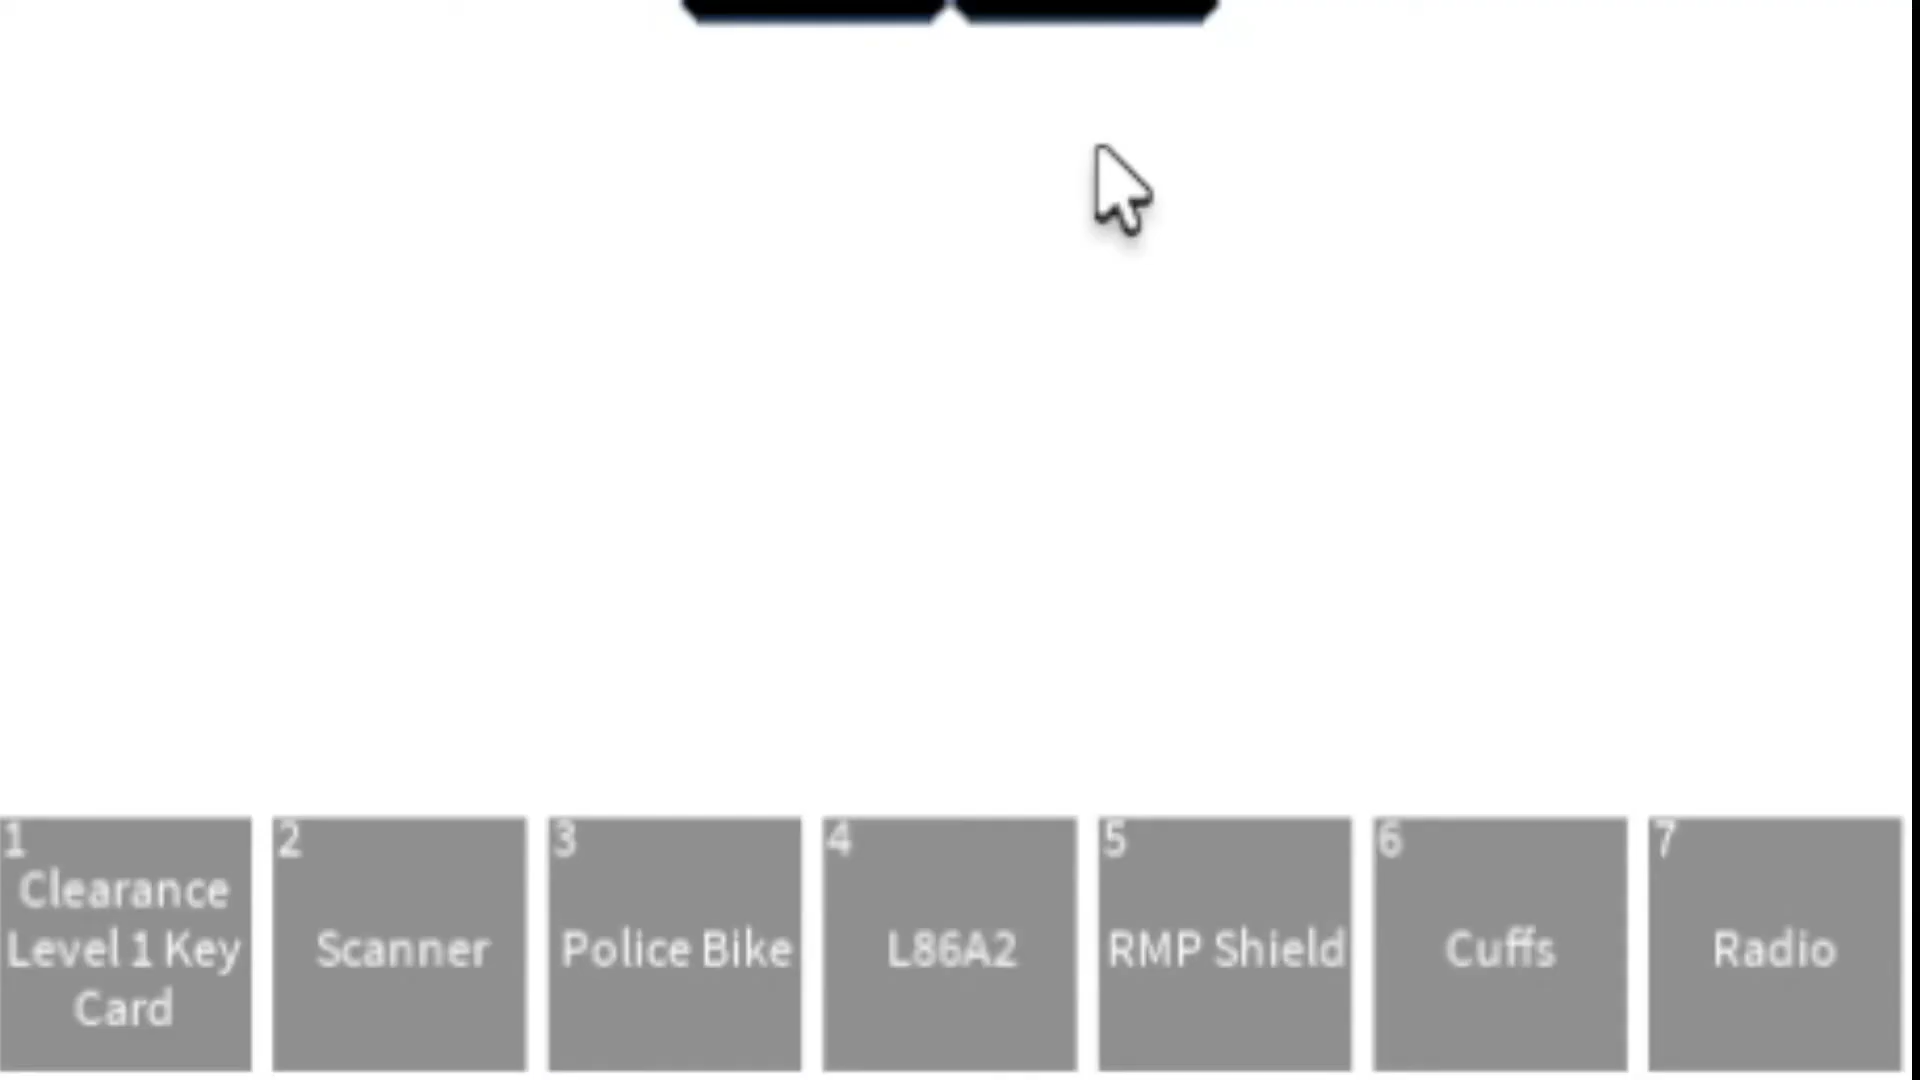 1
Clearance
Level 1 Key
Card
2
Scanner
3
Police Bike
4
L86A2
5
RMP Shield
6
Cuffs
7
Radio